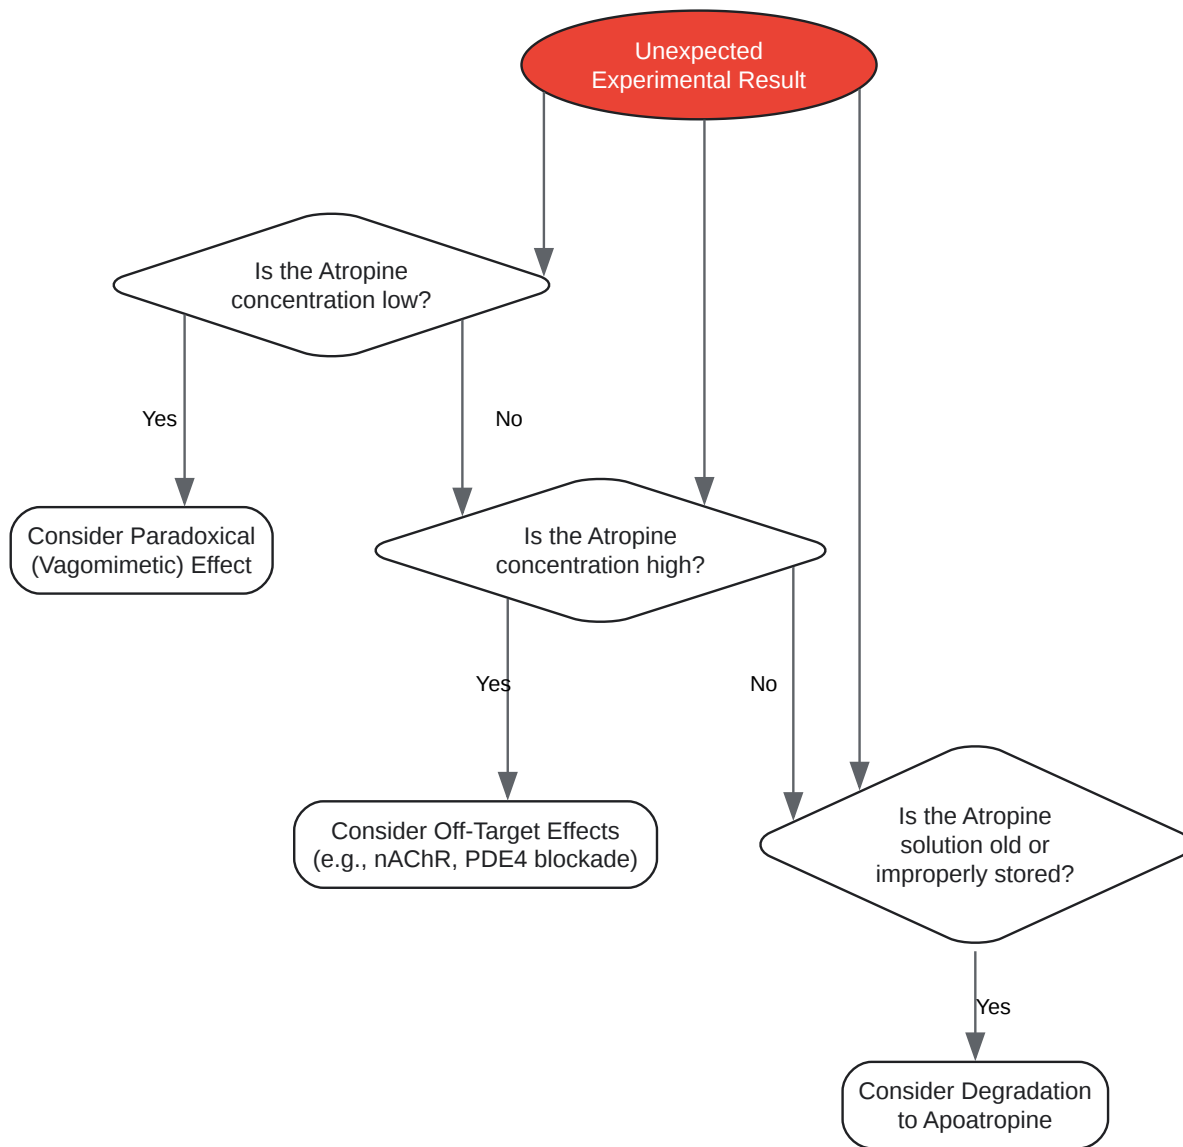 Unexpected
Experimental Result
Is the Atropine
concentration low?
Yes
No
Consider Paradoxical
(Vagomimetic) Effect
Is the Atropine
concentration high?
Yes
No
Consider Off-Target Effects
(e.g., nAChR, PDE4 blockade)
Is the Atropine
solution old or
improperly stored?
Yes
Consider Degradation
to Apoatropine